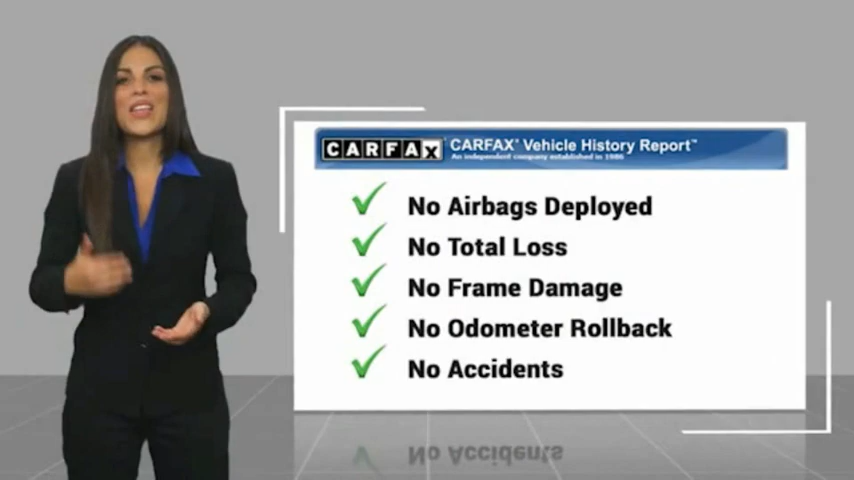 CARFAX CARFAX® Vehicle History Report™
An independent company established in 1986
No Airbags Deployed
No Total Loss
No Frame Damage
No Odometer Rollback
No Accidents
No Accidents